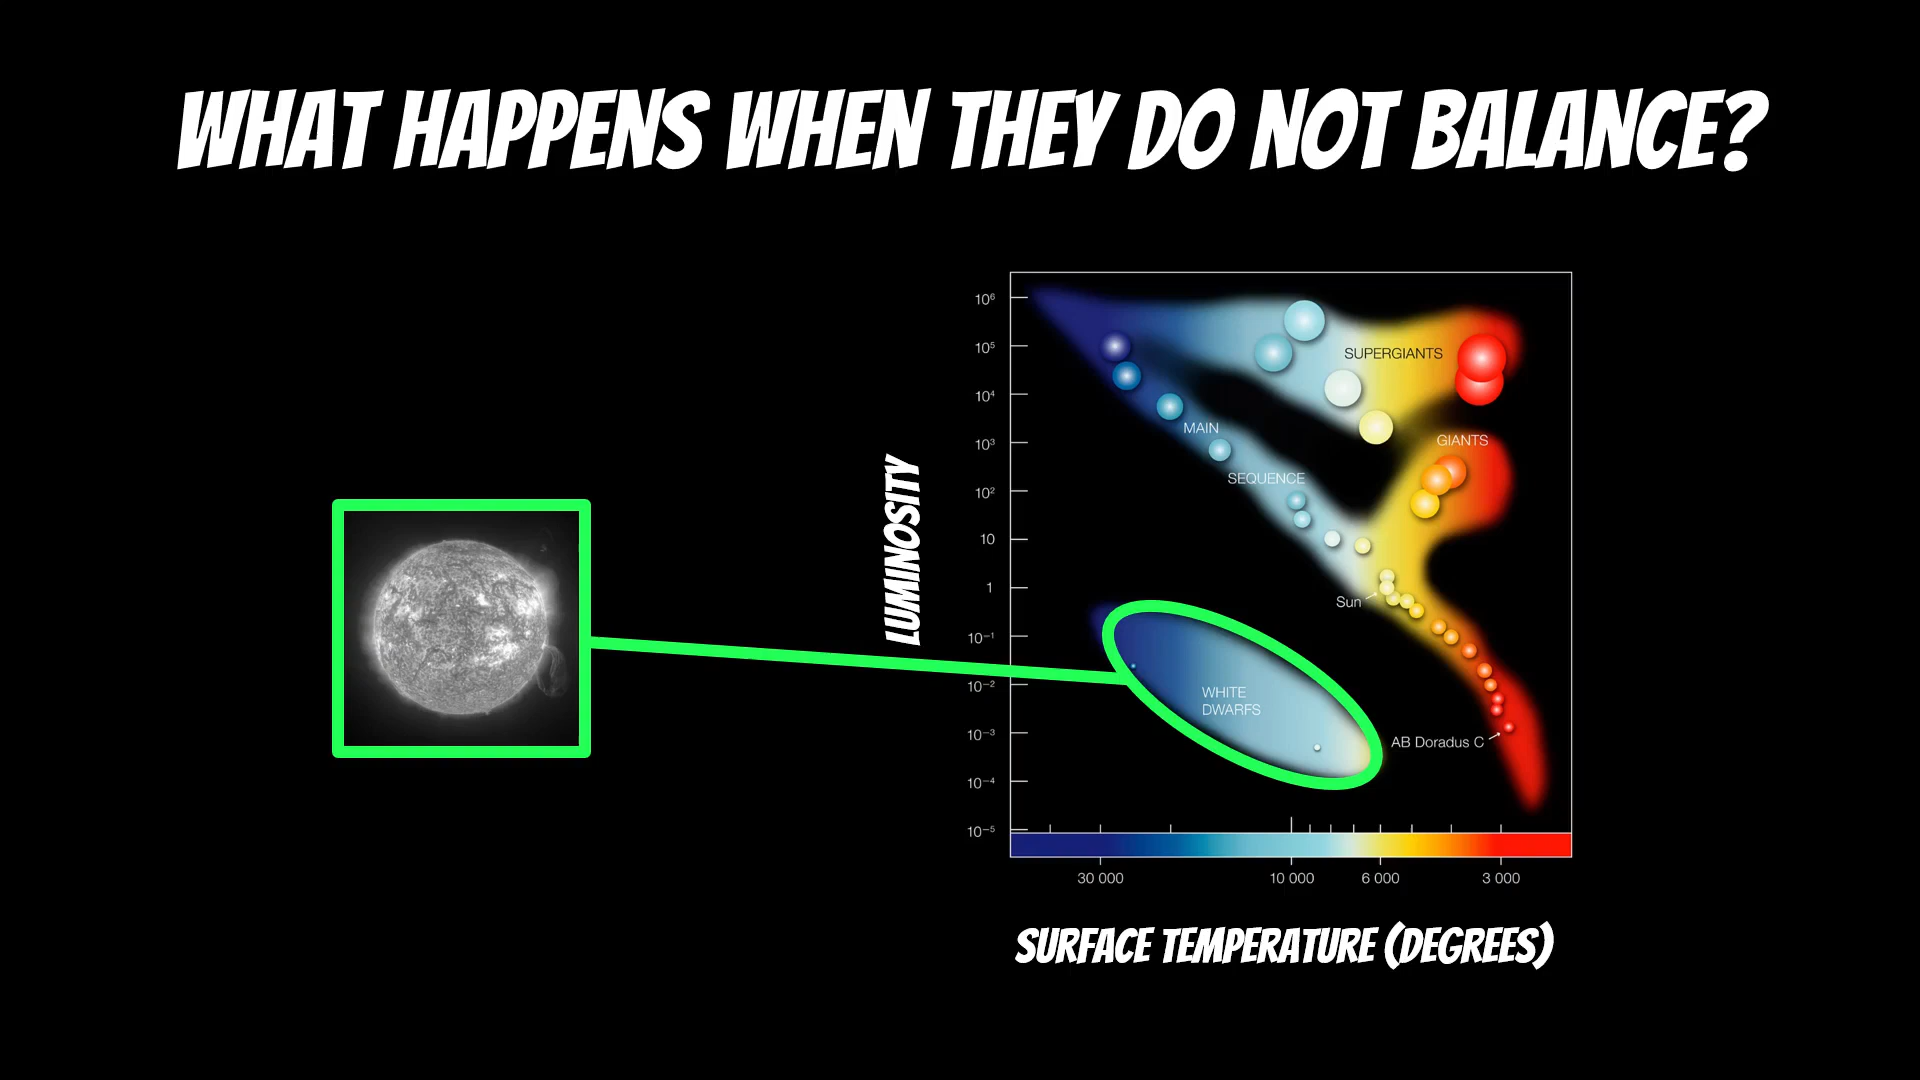 WHAT HAPPENS WHEN THEY DO NOT BALANCE?
LUMINOSITY
10⁶
10⁵
10⁴
10³
10²
10
1
10⁻¹
10⁻²
10⁻³
10⁻⁴
10⁻⁵
SUPERGIANTS
MAIN
GIANTS
SEQUENCE
Sun
WHITE
DWARFS
AB Doradus C
30 000
10 000
6 000
3 000
SURFACE TEMPERATURE (DEGREES)